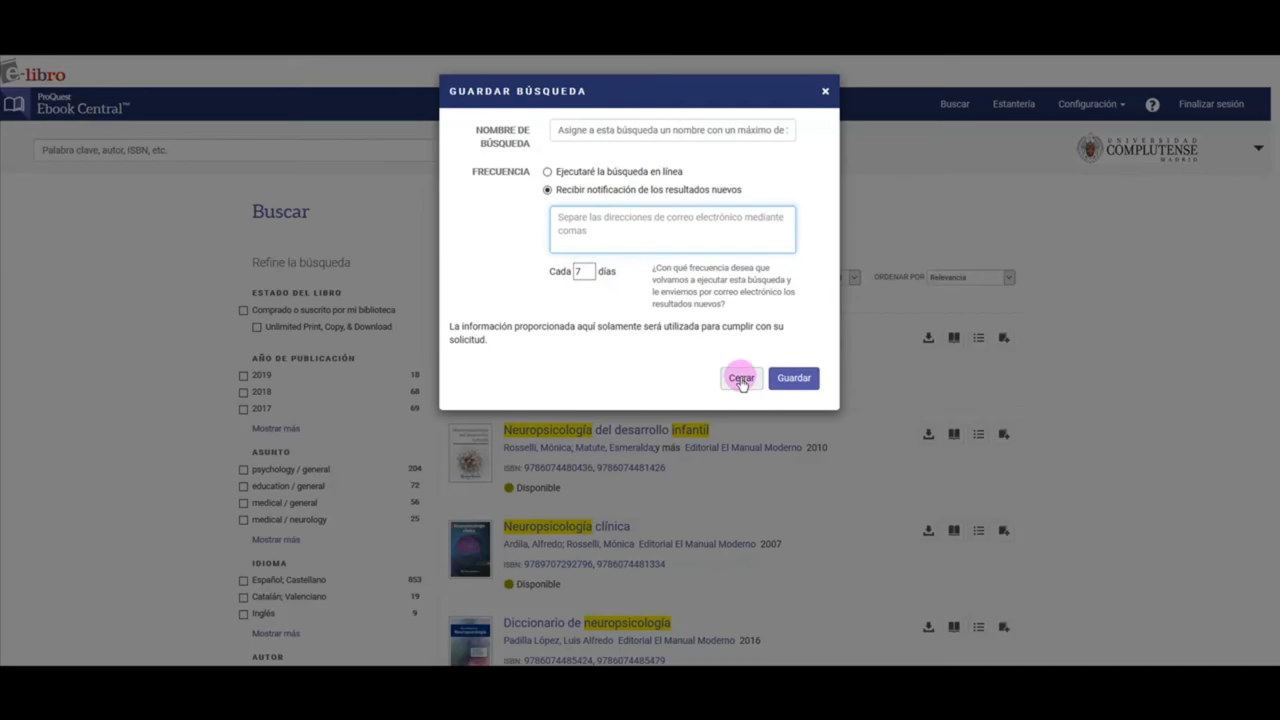 e-libro
ProQuest
Ebook Central™
Buscar
Estantería
Configuración
?
Finalizar sesión
Palabra clave, autor, ISBN, etc.
UNIVERSIDAD
COMPLUTENSE
MADRID
GUARDAR BÚSQUEDA
×
NOMBRE DE
BÚSQUEDA
Asigne a esta búsqueda un nombre con un máximo de
FRECUENCIA
Ejecutaré la búsqueda en línea
Recibir notificación de los resultados nuevos
Separe las direcciones de correo electrónico mediante
comas
Cada 7 días
¿Con qué frecuencia desea que
volvamos a ejecutar esta búsqueda y
le enviemos por correo electrónico los
resultados nuevos?
La información proporcionada aquí solamente será utilizada para cumplir con su
solicitud.
Cerrar
Guardar
Buscar
Refine la búsqueda
ESTADO DEL LIBRO
Comprado o suscrito por mi biblioteca
Unlimited Print, Copy, & Download
AÑO DE PUBLICACIÓN
2019 18
2018 68
2017 69
Mostrar más
ASUNTO
psychology / general 204
education / general 72
medical / general 56
medical / neurology 25
Mostrar más
IDIOMA
Español; Castellano 853
Catalán; Valenciano 19
Inglés 9
Mostrar más
AUTOR
ORDENAR POR Relevancia
Neuropsicología del desarrollo infantil
Rosselli, Mónica; Matute, Esmeralda;y más Editorial El Manual Moderno 2010
ISBN: 9786074480436, 9786074481426
Disponible
Neuropsicología clínica
Ardila, Alfredo; Rosselli, Mónica Editorial El Manual Moderno 2007
ISBN: 9789707292796, 9786074481334
Disponible
Diccionario de neuropsicología
Padilla López, Luis Alfredo Editorial El Manual Moderno 2016
ISBN: 9786074485424, 9786074485479